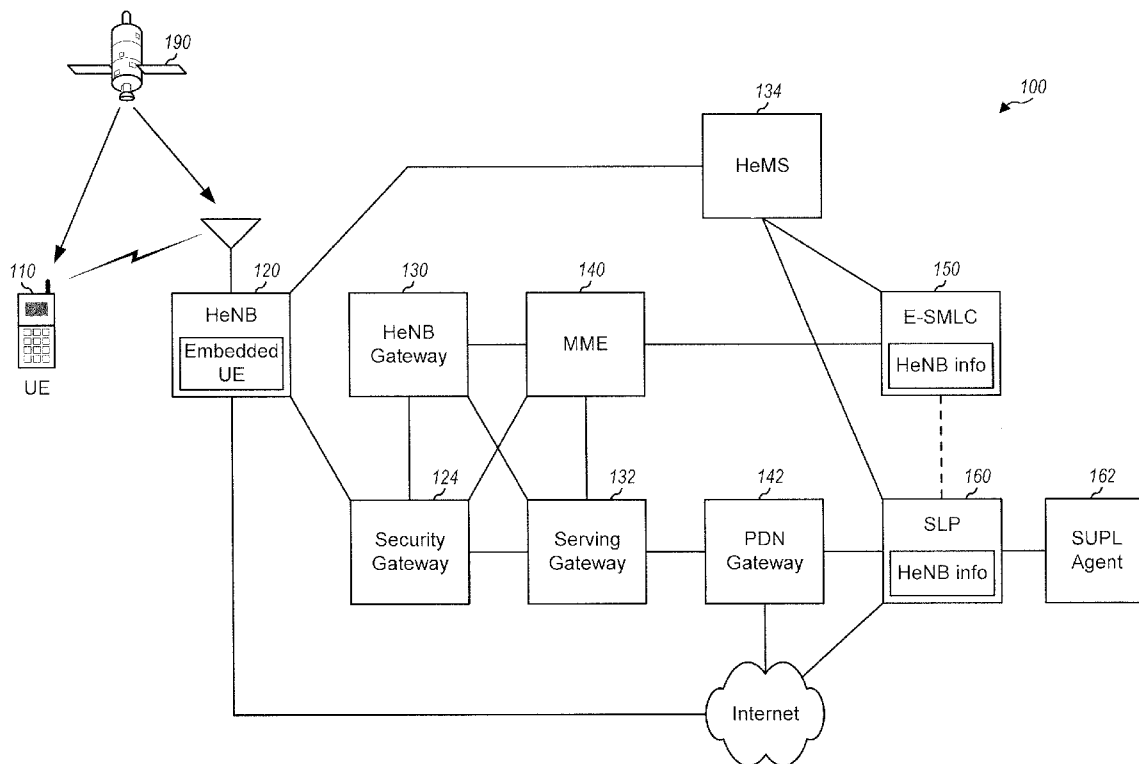 190
100
134
HeMS
110
UE
120
HeNB
Embedded
UE
130
HeNB
Gateway
140
MME
150
E-SMLC
HeNB info
124
Security
Gateway
132
Serving
Gateway
142
PDN
Gateway
160
SLP
HeNB info
162
SUPL
Agent
Internet